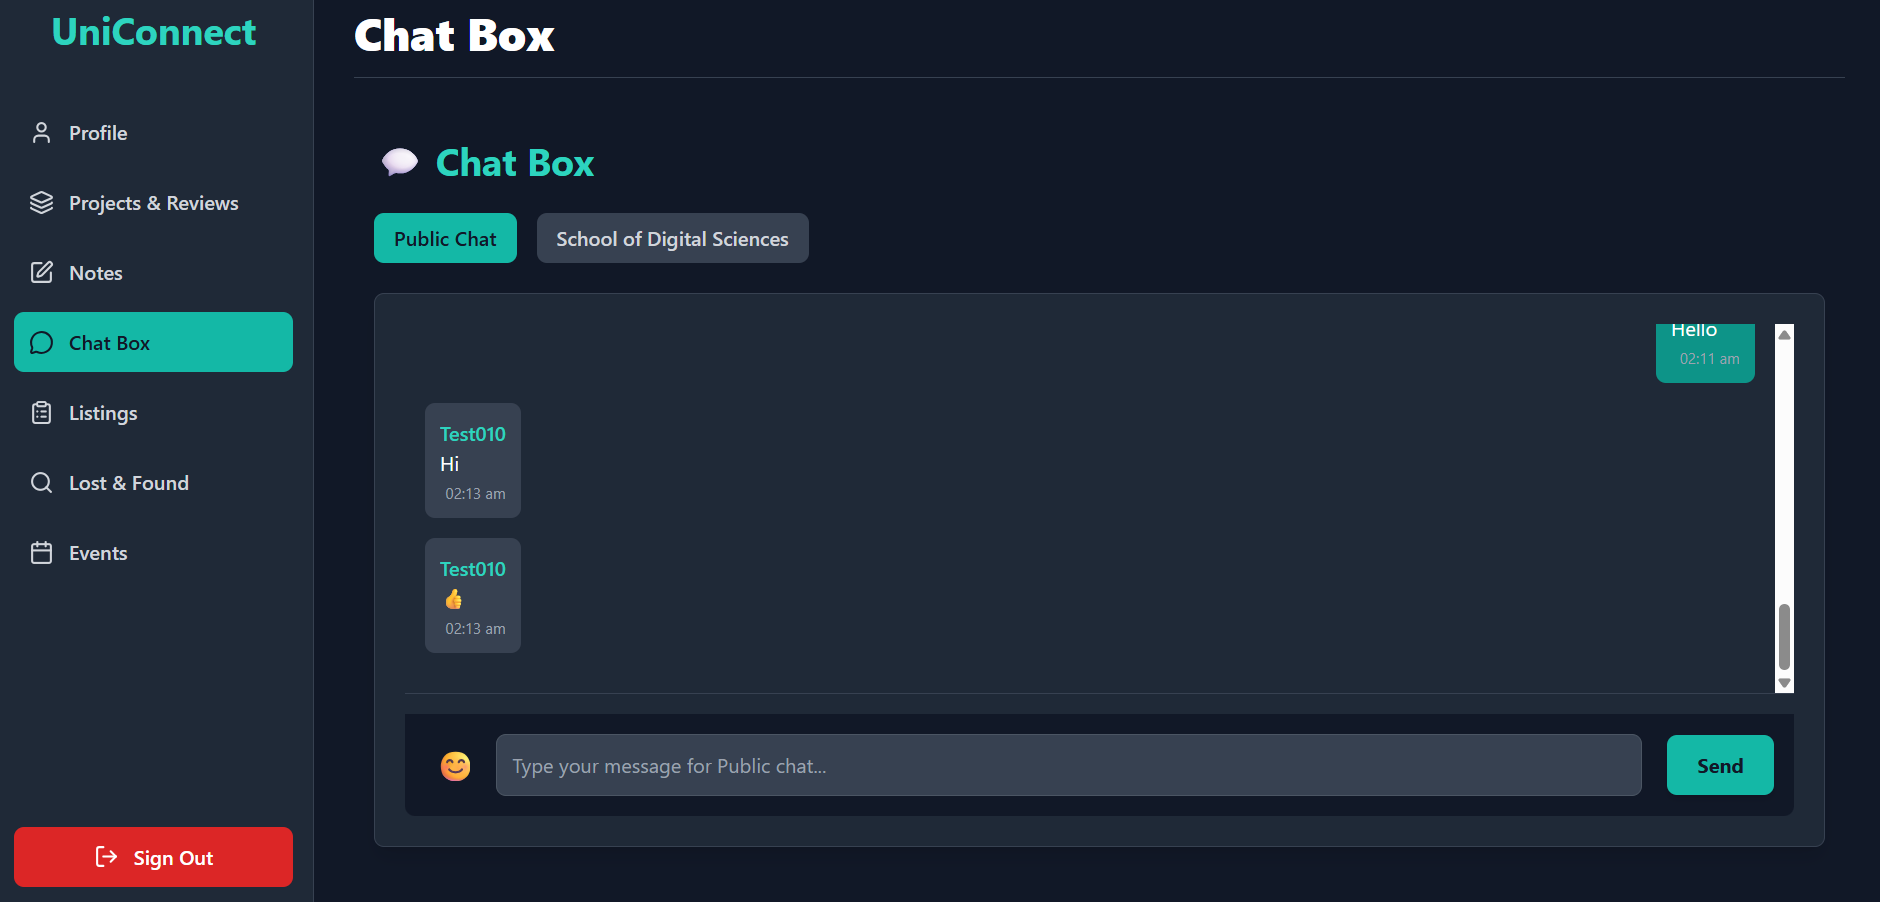 UniConnect
Profile
Projects & Reviews
Notes
Chat Box
Listings
Lost & Found
Events
Sign Out
Chat Box
Chat Box
Public Chat
School of Digital Sciences
Hello
02:11 am
Test010
Hi
02:13 am
Test010
👍
02:13 am
Type your message for Public chat...
Send